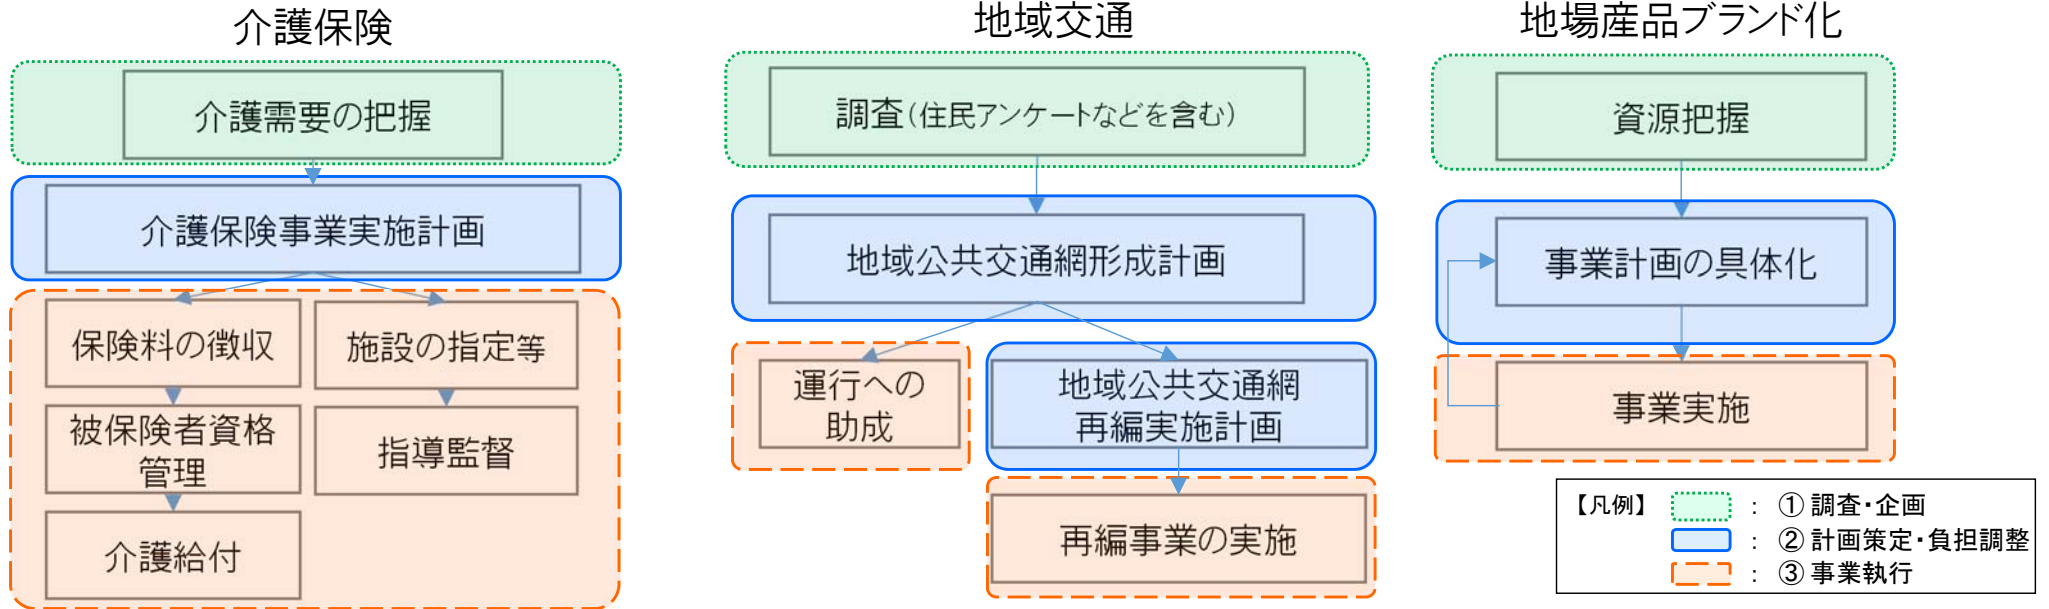 介護保険
介護需要の把握
介護保険事業実施計画
保険料の徴収
被保険者資格
管理
介護給付
施設の指定等
指導監督
地域交通
調査(住民アンケートなどを含む)
地域公共交通網形成計画
運行への
助成
地域公共交通網
再編実施計画
再編事業の実施
地場産品ブランド化
資源把握
事業計画の具体化
事業実施
【凡例】 : ①調査・企画
: ②計画策定・負担調整
: ③事業執行